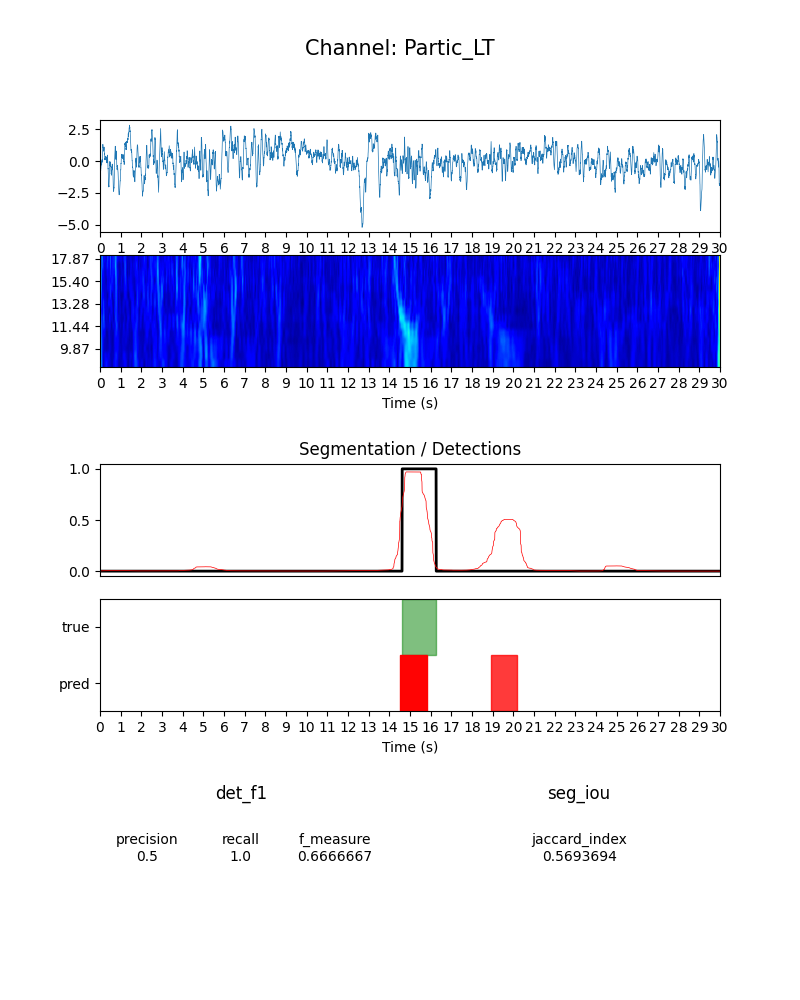 Channel: Partic_LT
2.5
0.0
−2.5
−5.0
0 1 2 3 4 5 6 7 8 9 10 11 12 13 14 15 16 17 18 19 20 21 22 23 24 25 26 27 28 29 30
17.87
15.40
13.28
11.44
9.87
0 1 2 3 4 5 6 7 8 9 10 11 12 13 14 15 16 17 18 19 20 21 22 23 24 25 26 27 28 29 30
Time (s)
Segmentation / Detections
1.0
0.5
0.0
true
pred
0 1 2 3 4 5 6 7 8 9 10 11 12 13 14 15 16 17 18 19 20 21 22 23 24 25 26 27 28 29 30
Time (s)
det_f1 seg_iou
precision recall f_measure jaccard_index
0.5 1.0 0.6666667 0.5693694